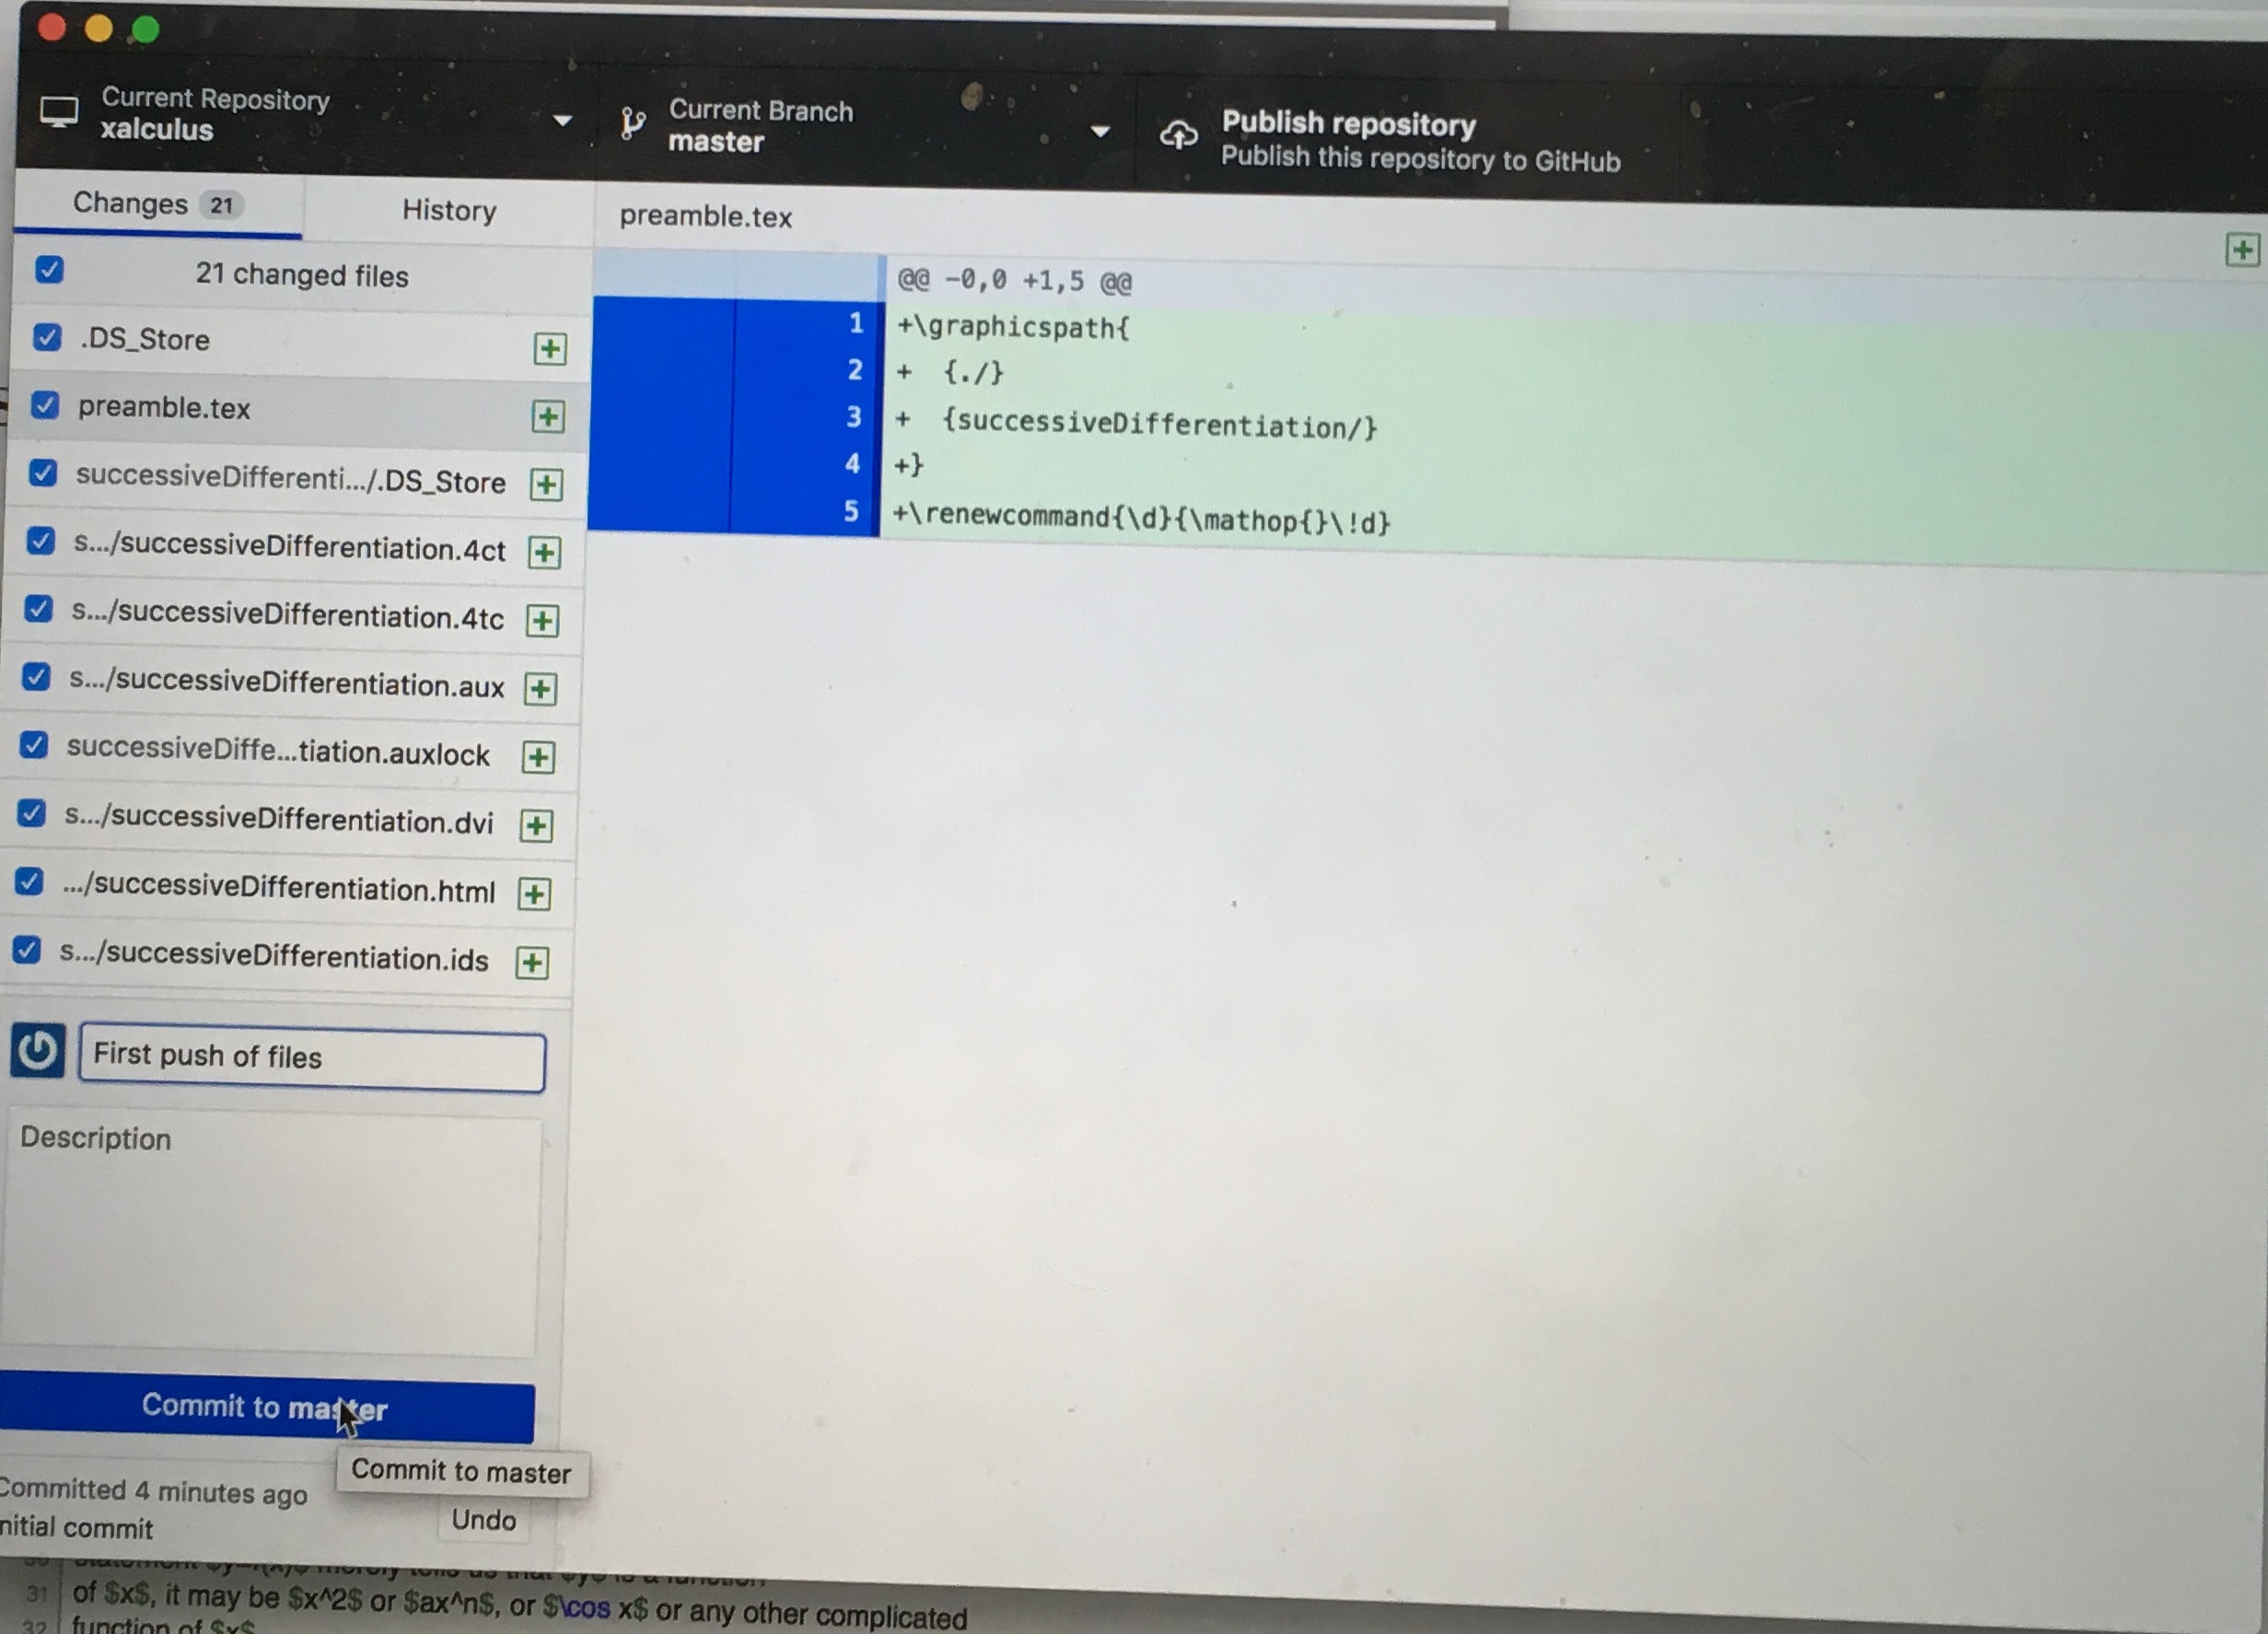 Current Repository
xalculus
Current Branch
master
Publish repository
Publish this repository to GitHub
Changes 21
History
21 changed files
.DS_Store
preamble.tex
successiveDifferenti.../.DS_Store
s.../successiveDifferentiation.4ct
s.../successiveDifferentiation.4tc
s.../successiveDifferentiation.aux
successiveDiffe...tiation.auxlock
s.../successiveDifferentiation.dvi
.../successiveDifferentiation.html
s.../successiveDifferentiation.ids
First push of files
Description
Commit to master
Commit to master
Committed 4 minutes ago
nitial commit
Undo
preamble.tex
@@ -0,0 +1,5 @@
1 +\graphicspath{
2 +  {./}
3 +  {successiveDifferentiation/}
4 +}
5 +\renewcommand{\d}{\mathop{}\!d}
31 of $x$, it may be $x^2$ or $ax^n$, or $\cos x$ or any other complicated
32 function of $x$